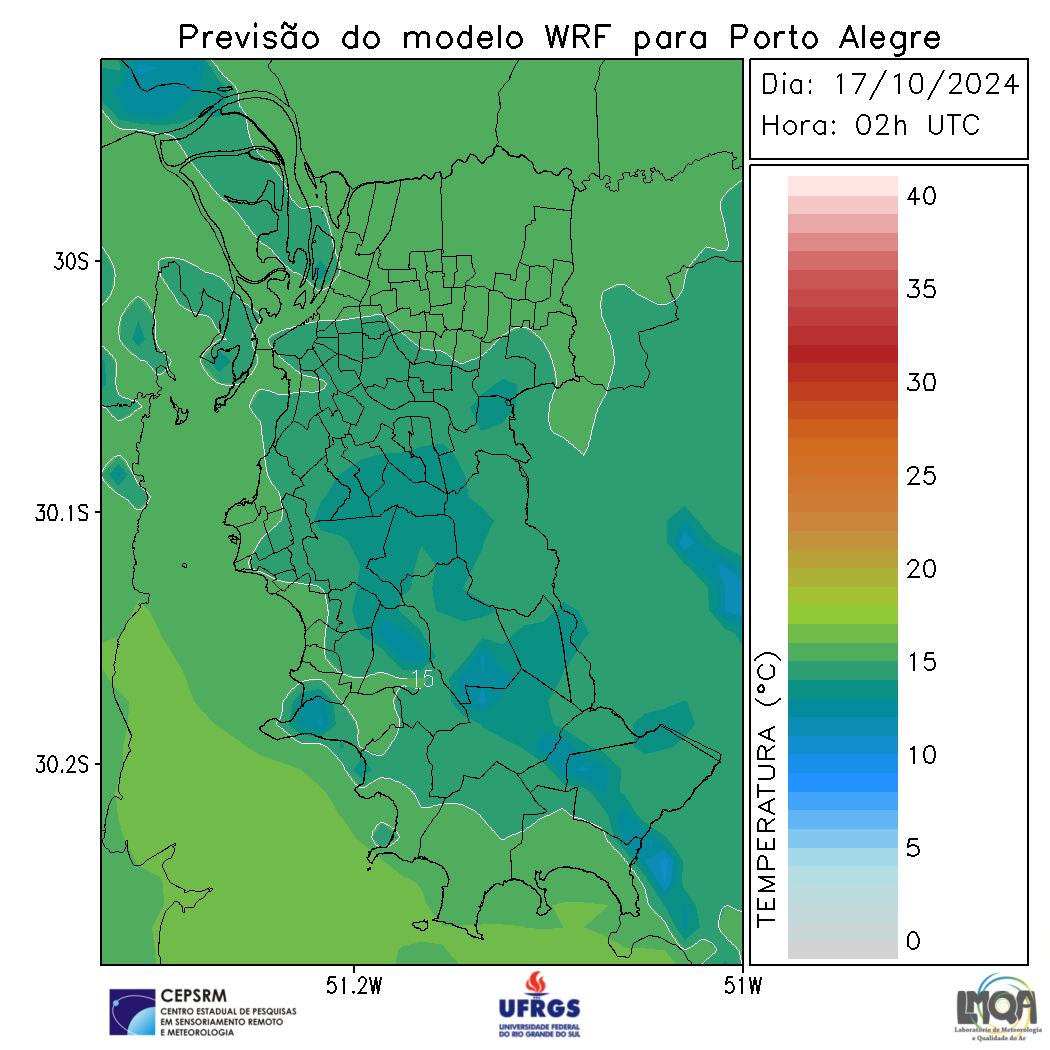 Previsão do modelo WRF para Porto Alegre
Dia: 17/10/2024
Hora: 02h UTC
30S
30.1S
30.2S
51.2W
51W
15
TEMPERATURA (°C)
40
35
30
25
20
15
10
5
0
CEPSRM
CENTRO ESTADUAL DE PESQUISAS
EM SENSORIAMENTO REMOTO
E METEOROLOGIA
UFRGS
UNIVERSIDADE FEDERAL
DO RIO GRANDE DO SUL
LMQA
Laboratório de Meteorologia
e Qualidade do Ar